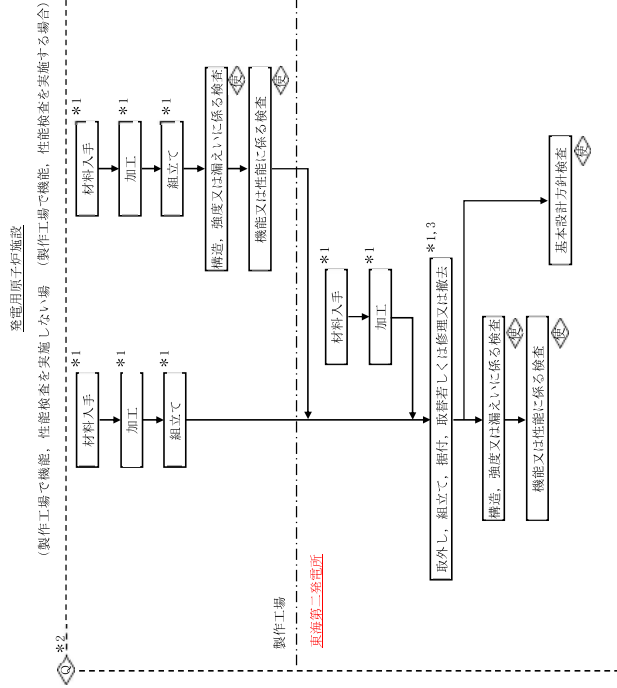 発電用原子炉施設
（製作工場で機能，性能検査を実施しない場
（製作工場で機能，性能検査を実施する場合）
Q
*2
材料入手
*1
加工
*1
組立て
*1
材料入手
*1
加工
*1
組立て
*1
構造，強度又は漏えいに係る検査
使
機能又は性能に係る検査
使
製作工場
東海第二発電所
材料入手
*1
加工
*1
取外し，組立て，据付，取替若しくは修理又は撤去
*1,3
構造，強度又は漏えいに係る検査
使
機能又は性能に係る検査
使
基本設計方針検査
使